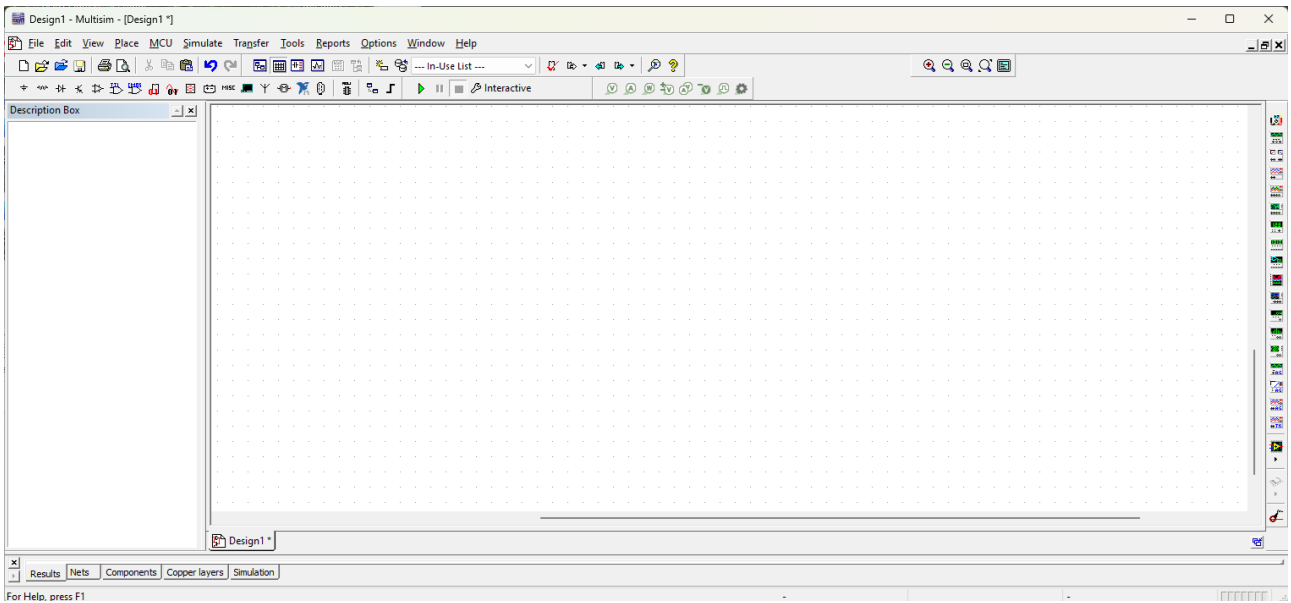 Design1 - Multisim - [Design1 *]
File Edit View Place MCU Simulate Transfer Tools Reports Options Window Help
--- In-Use List ---
MISC Interactive
Description Box
Design1 *
Results Nets Components Copper layers Simulation
For Help, press F1 - -